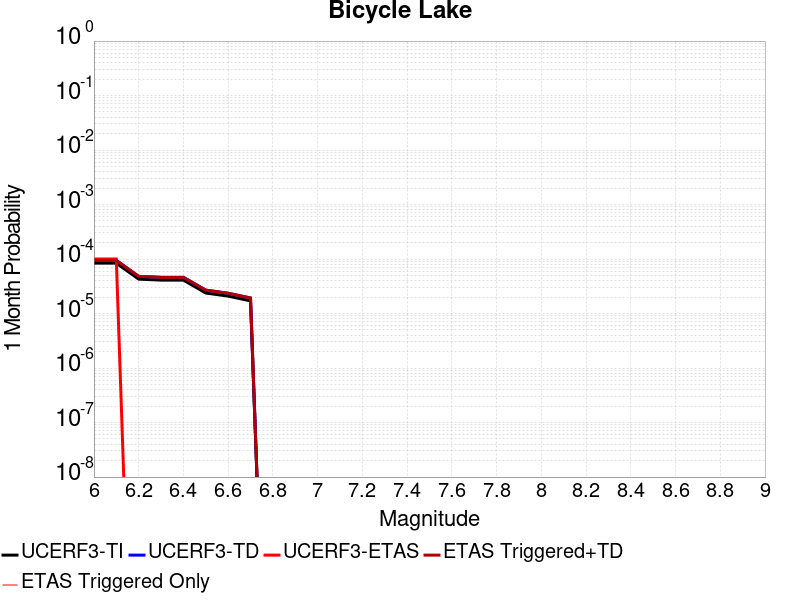 Bicycle Lake
1 Month Probability
10^0
10^-1
10^-2
10^-3
10^-4
10^-5
10^-6
10^-7
10^-8
6 6.2 6.4 6.6 6.8 7 7.2 7.4 7.6 7.8 8 8.2 8.4 8.6 8.8 9
Magnitude
UCERF3-TI UCERF3-TD UCERF3-ETAS ETAS Triggered+TD
ETAS Triggered Only